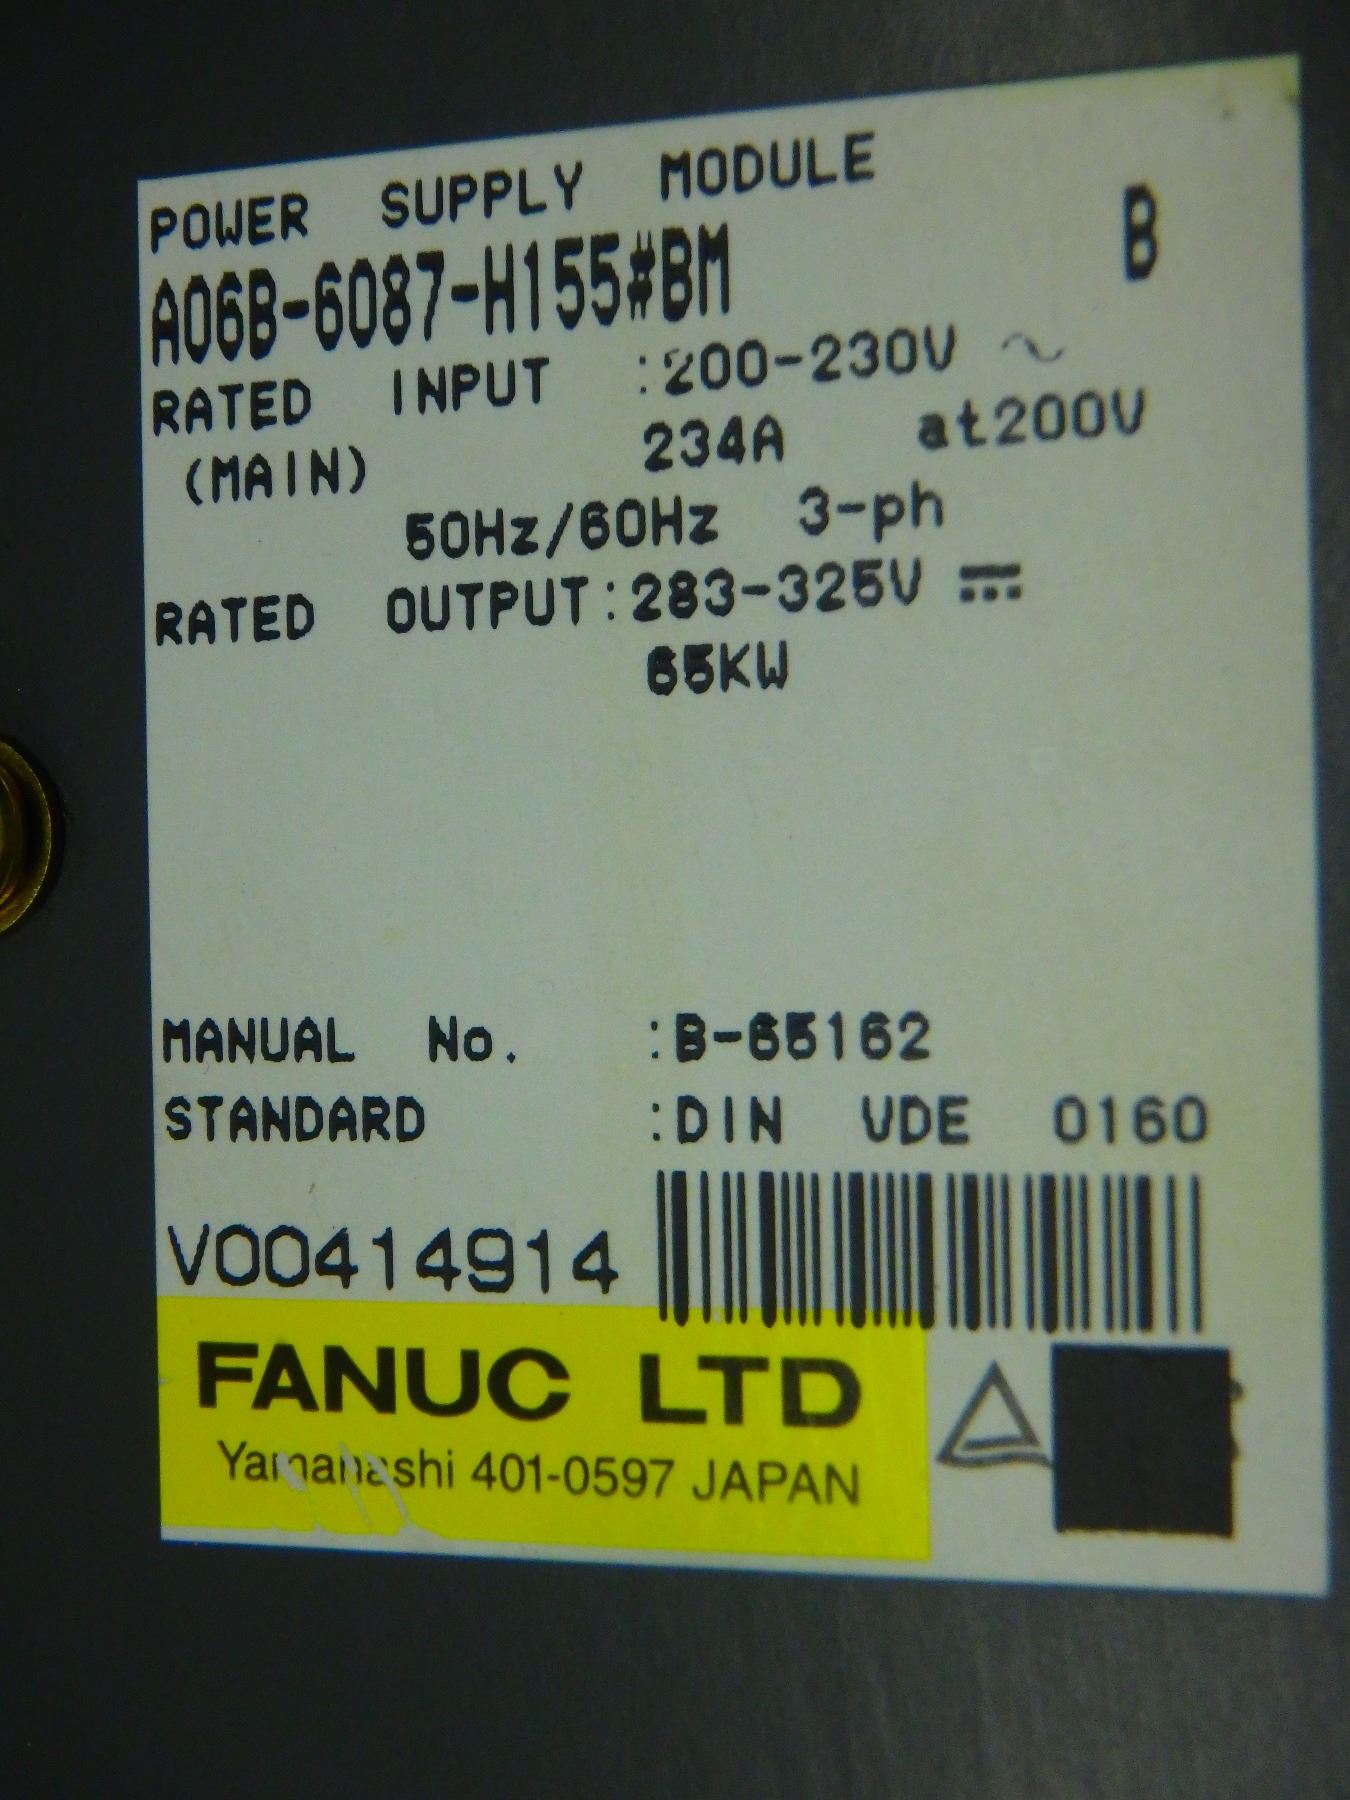 POWER SUPPLY MODULE
A06B-6087-H155#BM B
RATED INPUT :200-230V ~
(MAIN) 234A at200V
50Hz/60Hz 3-ph
RATED OUTPUT:283-325V ⎓
65KW
MANUAL No. :B-65162
STANDARD :DIN VDE 0160
V00414914
FANUC LTD
Yamanashi 401-0597 JAPAN